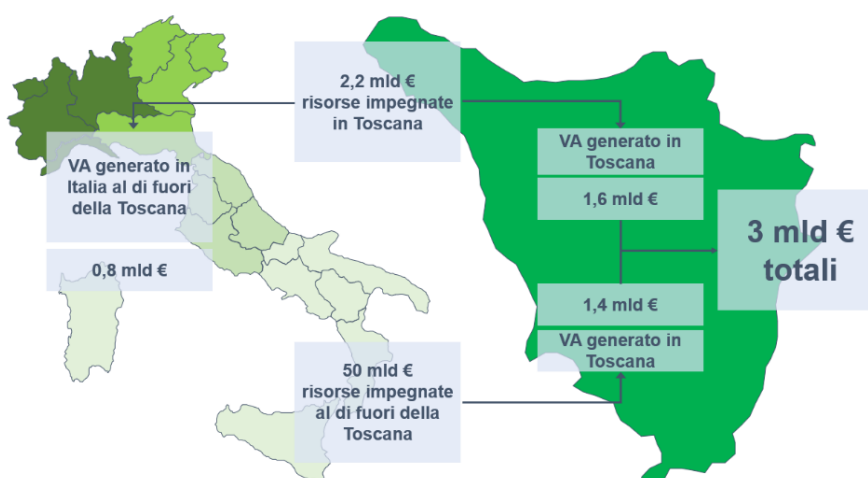 2,2 mld €
risorse impegnate
in Toscana
VA generato in
Italia al di fuori
della Toscana
0,8 mld €
VA generato in
Toscana
1,6 mld €
3 mld €
totali
1,4 mld €
VA generato in
Toscana
50 mld €
risorse impegnate
al di fuori della
Toscana